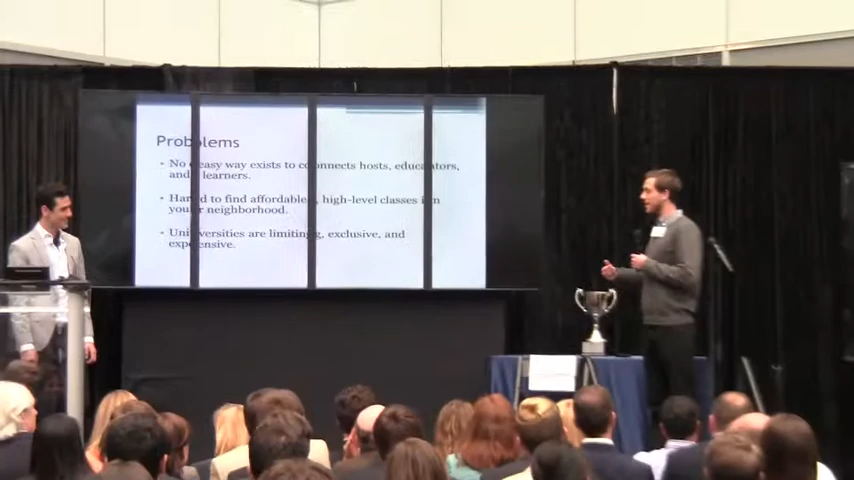 Problems
• No easy way exists to connects hosts, educators,
and learners.
• Hard to find affordable, high-level classes in
your neighborhood.
• Universities are limiting, exclusive, and
expensive.